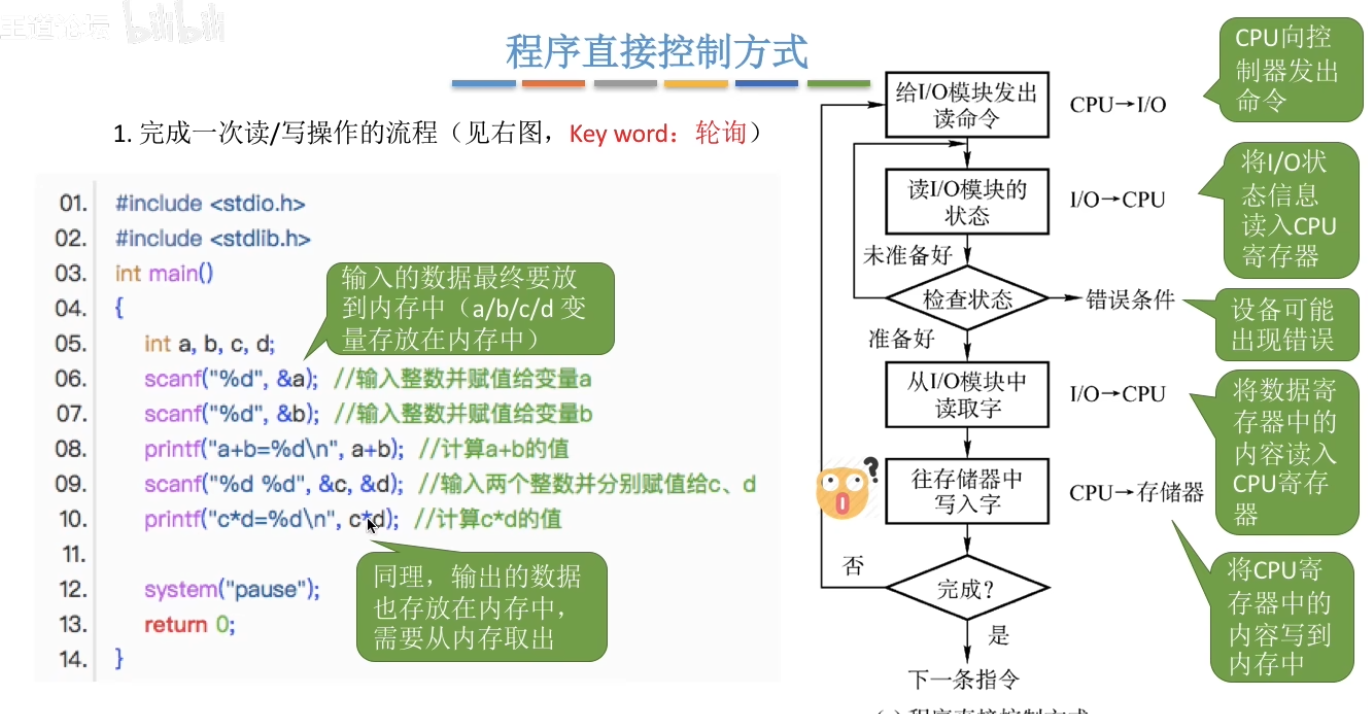 王道论坛 bilibili
程序直接控制方式
1. 完成一次读/写操作的流程（见右图，Key word：轮询）
01. #include <stdio.h>
02. #include <stdlib.h>
03. int main()
04. {
05. int a, b, c, d;
06. scanf("%d", &a); //输入整数并赋值给变量a
07. scanf("%d", &b); //输入整数并赋值给变量b
08. printf("a+b=%d\n", a+b); //计算a+b的值
09. scanf("%d %d", &c, &d); //输入两个整数并分别赋值给c、d
10. printf("c*d=%d\n", c*d); //计算c*d的值
11.
12. system("pause");
13. return 0;
14. }
输入的数据最终要放
到内存中（a/b/c/d 变
量存放在内存中）
同理，输出的数据
也存放在内存中，
需要从内存取出
给I/O模块发出
读命令
CPU→I/O
CPU向控
制器发出
命令
读I/O模块的
状态
I/O→CPU
将I/O状
态信息
读入CPU
寄存器
未准备好
检查状态
错误条件
设备可能
出现错误
准备好
从I/O模块中
读取字
I/O→CPU
将数据寄
存器中的
内容读入
CPU寄存
器
往存储器中
写入字
CPU→存储器
将CPU寄
存器中的
内容写到
内存中
否
完成?
是
下一条指令
(a) 程序直接控制方式